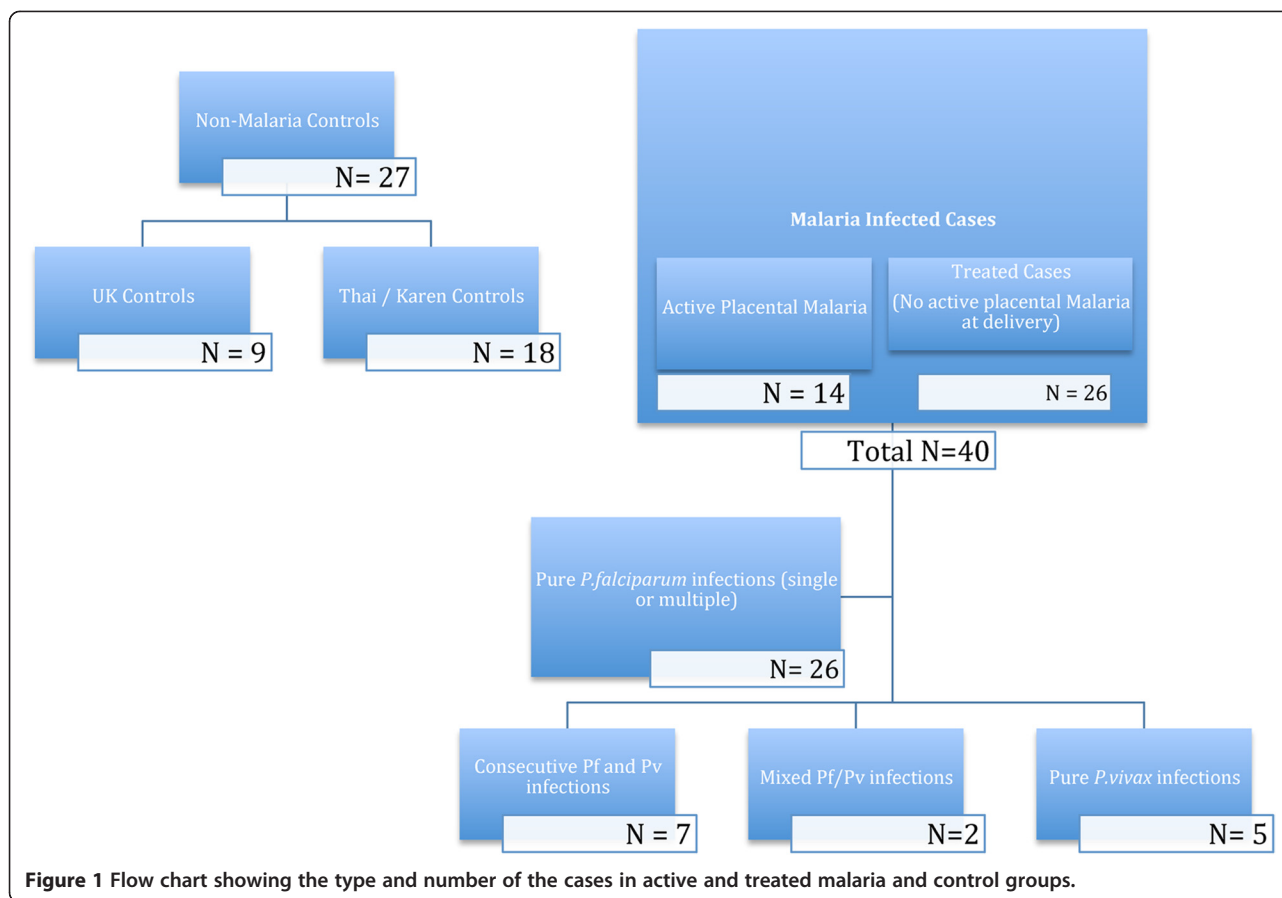 Non-Malaria Controls
N= 27
UK Controls
N = 9
Thai / Karen Controls
N = 18
Malaria Infected Cases
Active Placental Malaria
N = 14
Treated Cases
(No active placental Malaria
at delivery)
N = 26
Total N=40
Pure P.falciparum infections (single
or multiple)
N= 26
Consecutive Pf and Pv
infections
N = 7
Mixed Pf/Pv infections
N=2
Pure P.vivax infections
N= 5
Figure 1 Flow chart showing the type and number of the cases in active and treated malaria and control groups.